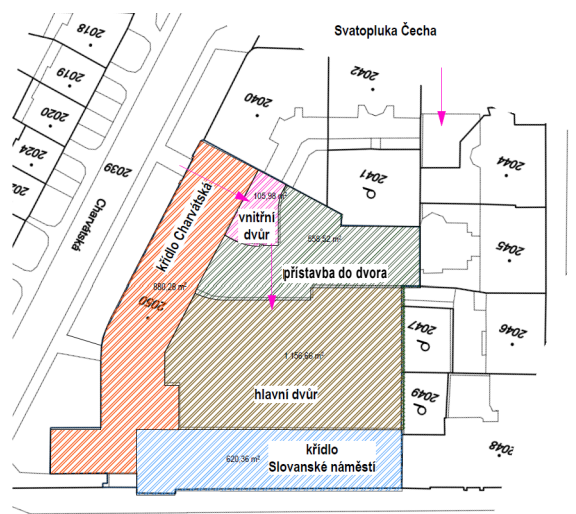 Svatopluka Čecha
2018
2019
2020
2024
2039
Charvátská
2040
2042
2041
2044
2045
2046
2047
2049
2048
105,98 m²
vnitřní
dvůr
křídlo Charvátská
880,28 m²
2050
558,52 m²
přístavba do dvora
1 156,66 m²
hlavní dvůr
620,36 m²
křídlo
Slovanské náměstí